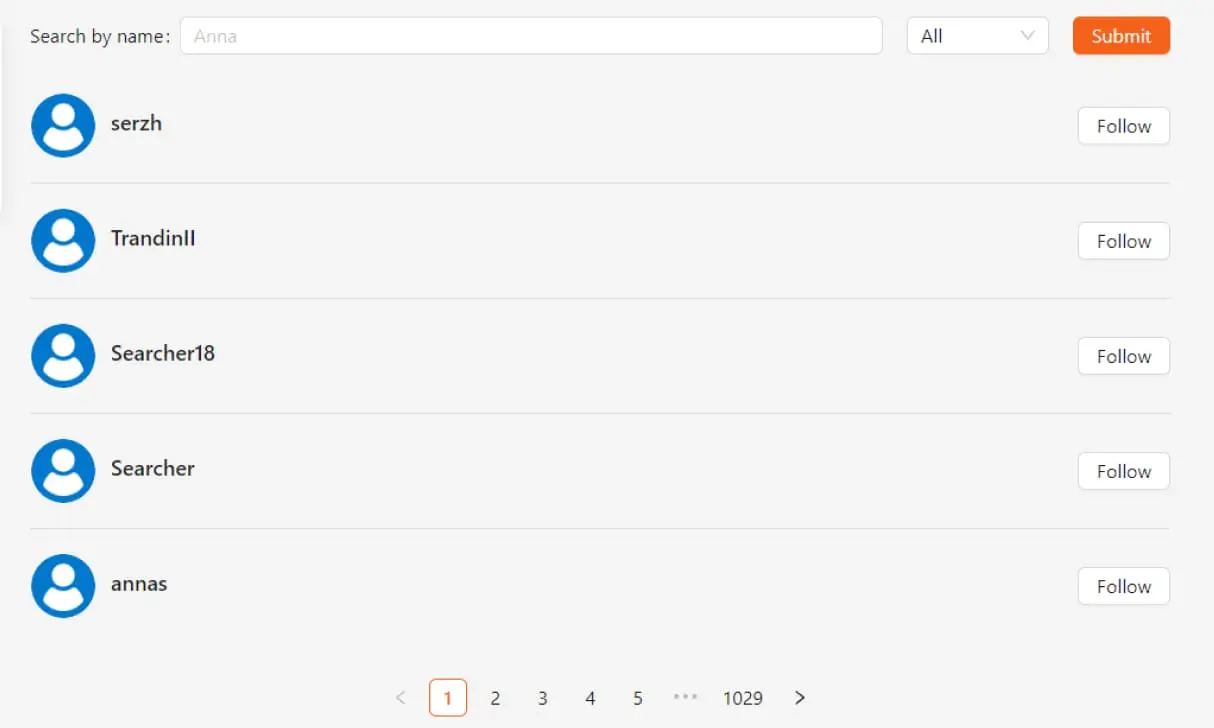 Search by name: Anna All Submit
serzh Follow
TrandinII Follow
Searcher18 Follow
Searcher Follow
annas Follow
< 1 2 3 4 5 ••• 1029 >